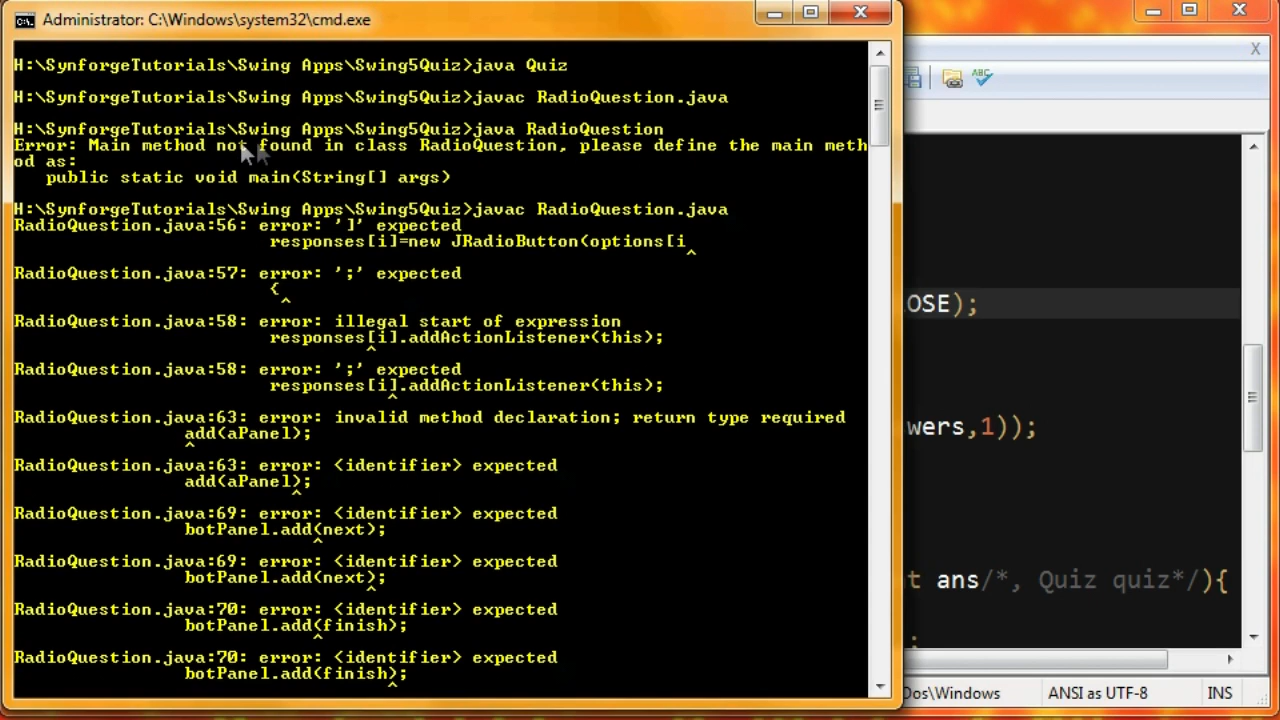 Administrator: C:\Windows\system32\cmd.exe
H:\SynforgeTutorials\Swing Apps\Swing5Quiz>java Quiz
H:\SynforgeTutorials\Swing Apps\Swing5Quiz>javac RadioQuestion.java
H:\SynforgeTutorials\Swing Apps\Swing5Quiz>java RadioQuestion
Error: Main method not found in class RadioQuestion, please define the main meth
od as:
public static void main(String[] args)
H:\SynforgeTutorials\Swing Apps\Swing5Quiz>javac RadioQuestion.java
RadioQuestion.java:56: error: ']' expected
responses[i]=new JRadioButton(options[i
^
RadioQuestion.java:57: error: ';' expected
{
^
RadioQuestion.java:58: error: illegal start of expression
responses[i].addActionListener(this);
^
RadioQuestion.java:58: error: ';' expected
responses[i].addActionListener(this);
^
RadioQuestion.java:63: error: invalid method declaration; return type required
add(aPanel);
^
RadioQuestion.java:63: error: <identifier> expected
add(aPanel);
^
RadioQuestion.java:69: error: <identifier> expected
botPanel.add(next);
^
RadioQuestion.java:69: error: <identifier> expected
botPanel.add(next);
^
RadioQuestion.java:70: error: <identifier> expected
botPanel.add(finish);
^
RadioQuestion.java:70: error: <identifier> expected
botPanel.add(finish);
^
ABC
OSE);
wers,1));
t ans/*, Quiz quiz*/){
;
Dos\Windows ANSI as UTF-8 INS